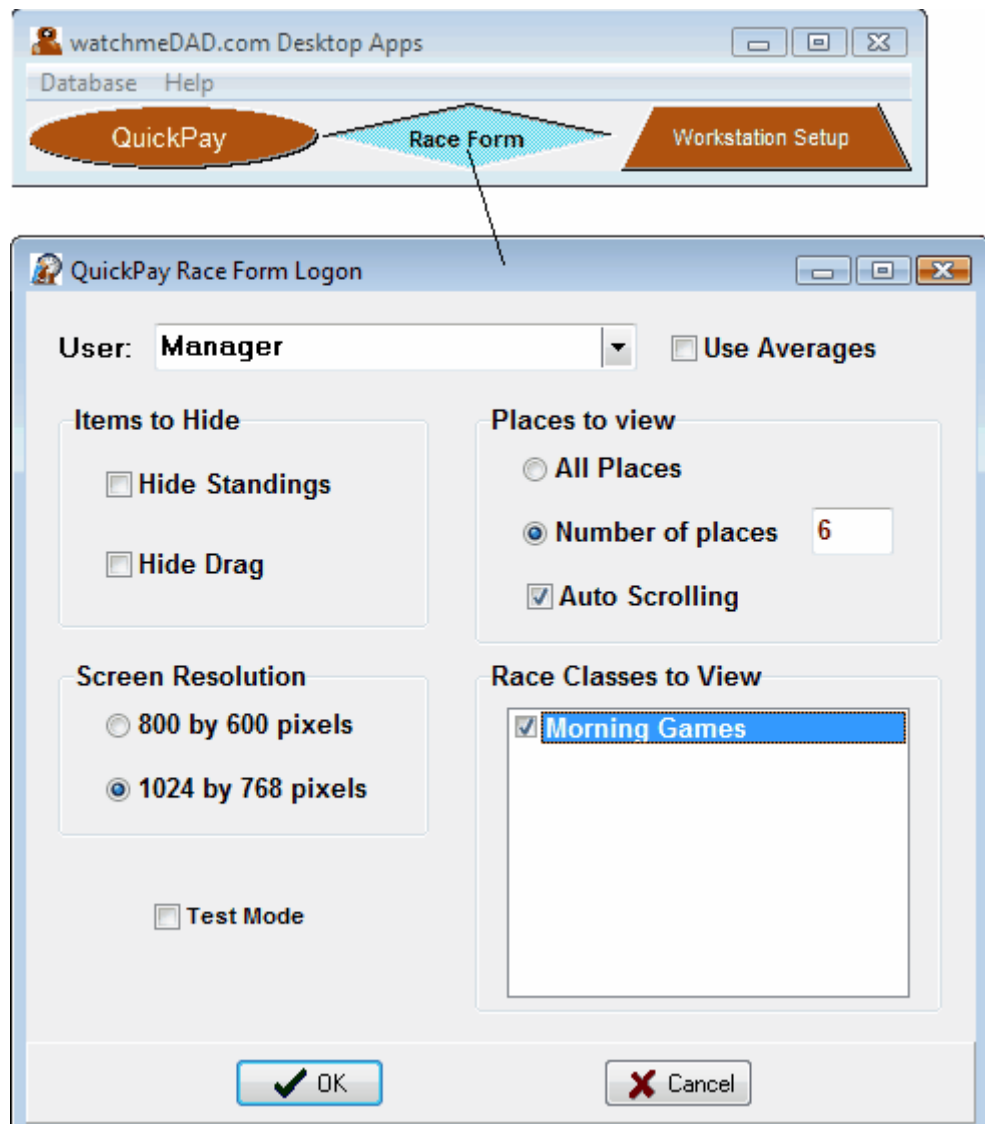 watchmeDAD.com Desktop Apps
Database Help
QuickPay
Race Form
Workstation Setup
QuickPay Race Form Logon
User: Manager
Use Averages
Items to Hide
Hide Standings
Hide Drag
Places to view
All Places
Number of places 6
Auto Scrolling
Screen Resolution
800 by 600 pixels
1024 by 768 pixels
Test Mode
Race Classes to View
Morning Games
OK
Cancel